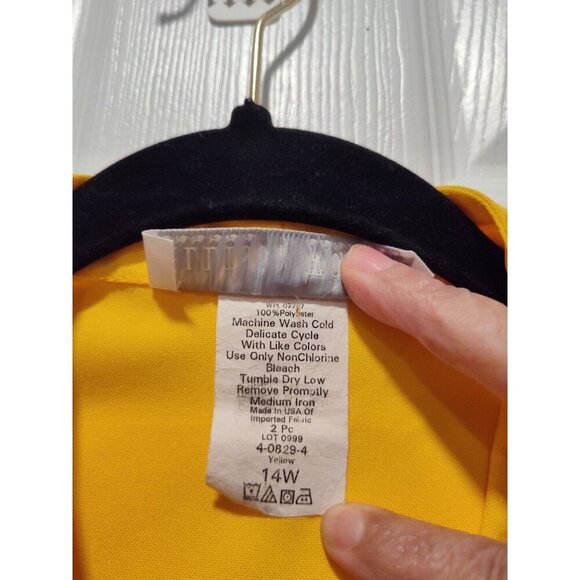 100% Polyester
Machine Wash Cold
Delicate Cycle
With Like Colors
Use Only NonChlorine
Bleach
Tumble Dry Low
Remove Promptly
Medium Iron
Made In USA Of
Imported Fabric
2 Pc
LOT 0999
4-0829-4
Yellow
14W